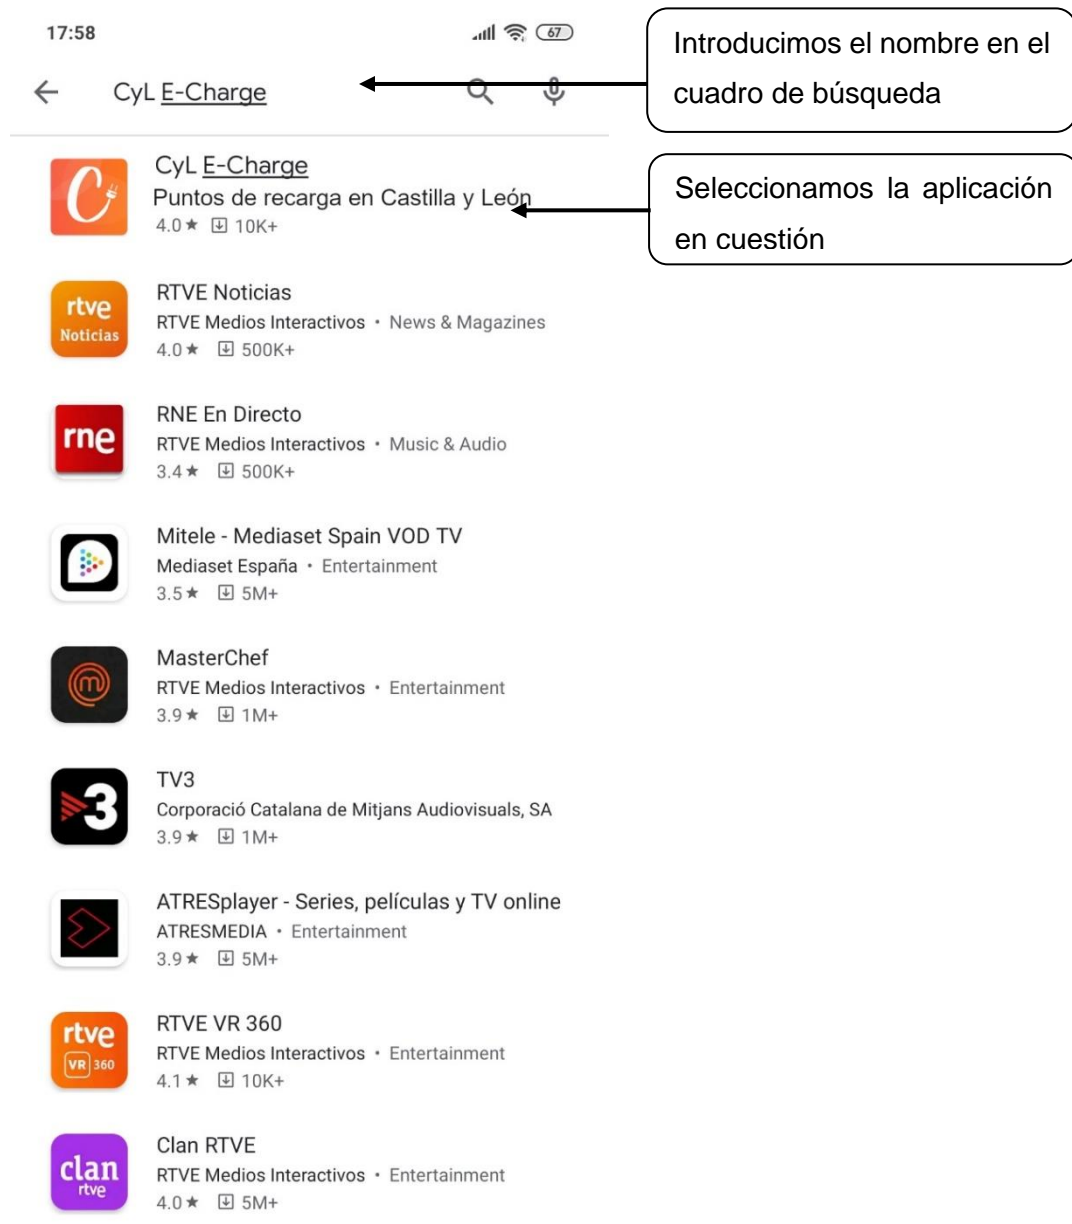 17:58
67
CyL E-Charge
Introducimos el nombre en el
cuadro de búsqueda
CyL E-Charge
Puntos de recarga en Castilla y León
4.0★ 10K+
Seleccionamos la aplicación
en cuestión
rtve
Noticias
RTVE Noticias
RTVE Medios Interactivos • News & Magazines
4.0★ 500K+
rne
RNE En Directo
RTVE Medios Interactivos • Music & Audio
3.4★ 500K+
Mitele - Mediaset Spain VOD TV
Mediaset España • Entertainment
3.5★ 5M+
m
MasterChef
RTVE Medios Interactivos • Entertainment
3.9★ 1M+
3
TV3
Corporació Catalana de Mitjans Audiovisuals, SA
3.9★ 1M+
ATRESplayer - Series, películas y TV online
ATRESMEDIA • Entertainment
3.9★ 5M+
rtve
VR 360
RTVE VR 360
RTVE Medios Interactivos • Entertainment
4.1★ 10K+
clan
rtve
Clan RTVE
RTVE Medios Interactivos • Entertainment
4.0★ 5M+